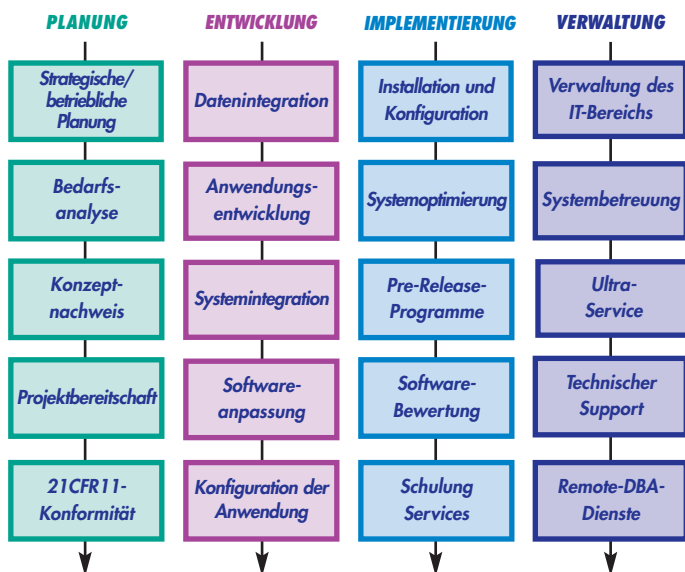 PLANUNG
Strategische/
betriebliche
Planung
Bedarfs-
analyse
Konzept-
nachweis
Projektbereitschaft
21CFR11-
Konformität
ENTWICKLUNG
Datenintegration
Anwendungs-
entwicklung
Systemintegration
Software-
anpassung
Konfiguration der
Anwendung
IMPLEMENTIERUNG
Installation und
Konfiguration
Systemoptimierung
Pre-Release-
Programme
Software-
Bewertung
Schulung
Services
VERWALTUNG
Verwaltung des
IT-Bereichs
Systembetreuung
Ultra-
Service
Technischer
Support
Remote-DBA-
Dienste